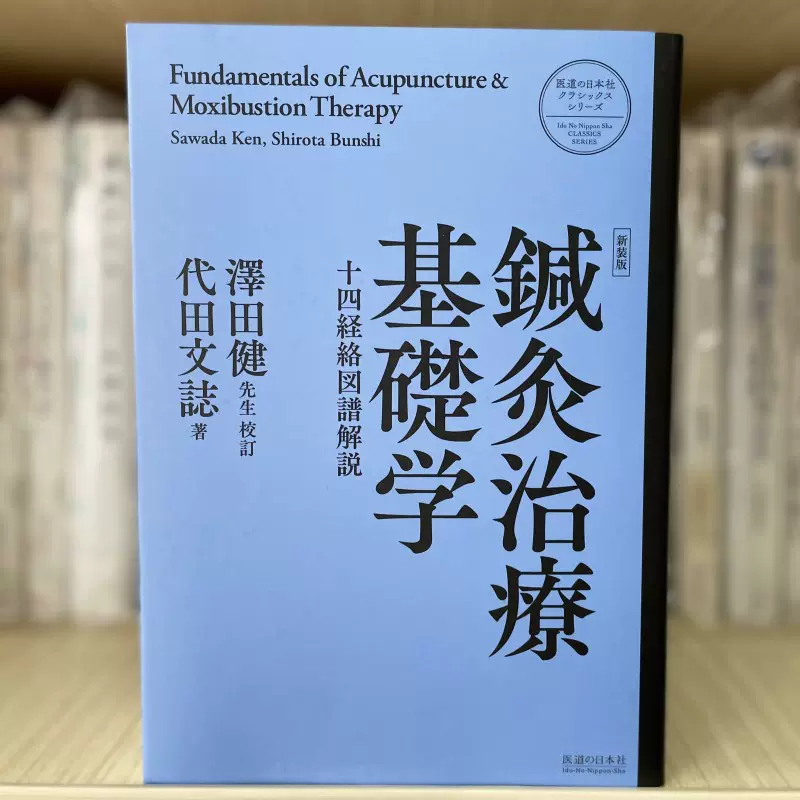 Fundamentals of Acupuncture &
Moxibustion Therapy
Sawada Ken, Shirota Bunshi
医道の日本社
クラシックス
シリーズ
Ido No Nippon Sha
CLASSICS
SERIES
新装版
鍼灸治療
基礎学
十四経絡図譜解説
澤田健先生 校訂
代田文誌 著
医道の日本社
Ido-No-Nippon-Sha